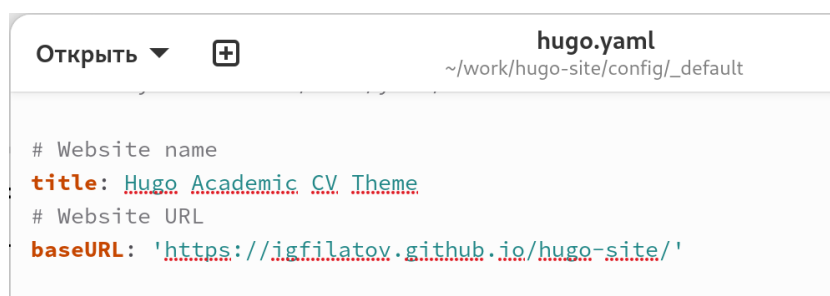 Открыть
hugo.yaml
~/work/hugo-site/config/_default
# Website name
title: Hugo Academic CV Theme
# Website URL
baseURL: 'https://igfilatov.github.io/hugo-site/'